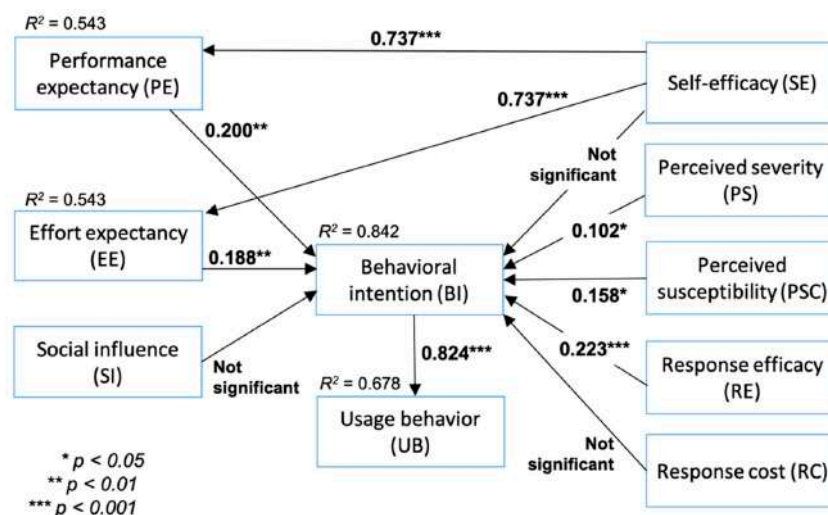 R² = 0.543
Performance
expectancy (PE)
0.737***
Self-efficacy (SE)
0.737***
0.200**
Not
significant
Perceived severity
(PS)
R² = 0.543
Effort expectancy
(EE)
0.188**
R² = 0.842
Behavioral
intention (BI)
0.102*
Perceived
susceptibility (PSC)
0.158*
Social influence
(SI)
Not
significant
0.824***
0.223***
Response efficacy
(RE)
R² = 0.678
Usage behavior
(UB)
Not
significant
Response cost (RC)
* p < 0.05
** p < 0.01
*** p < 0.001